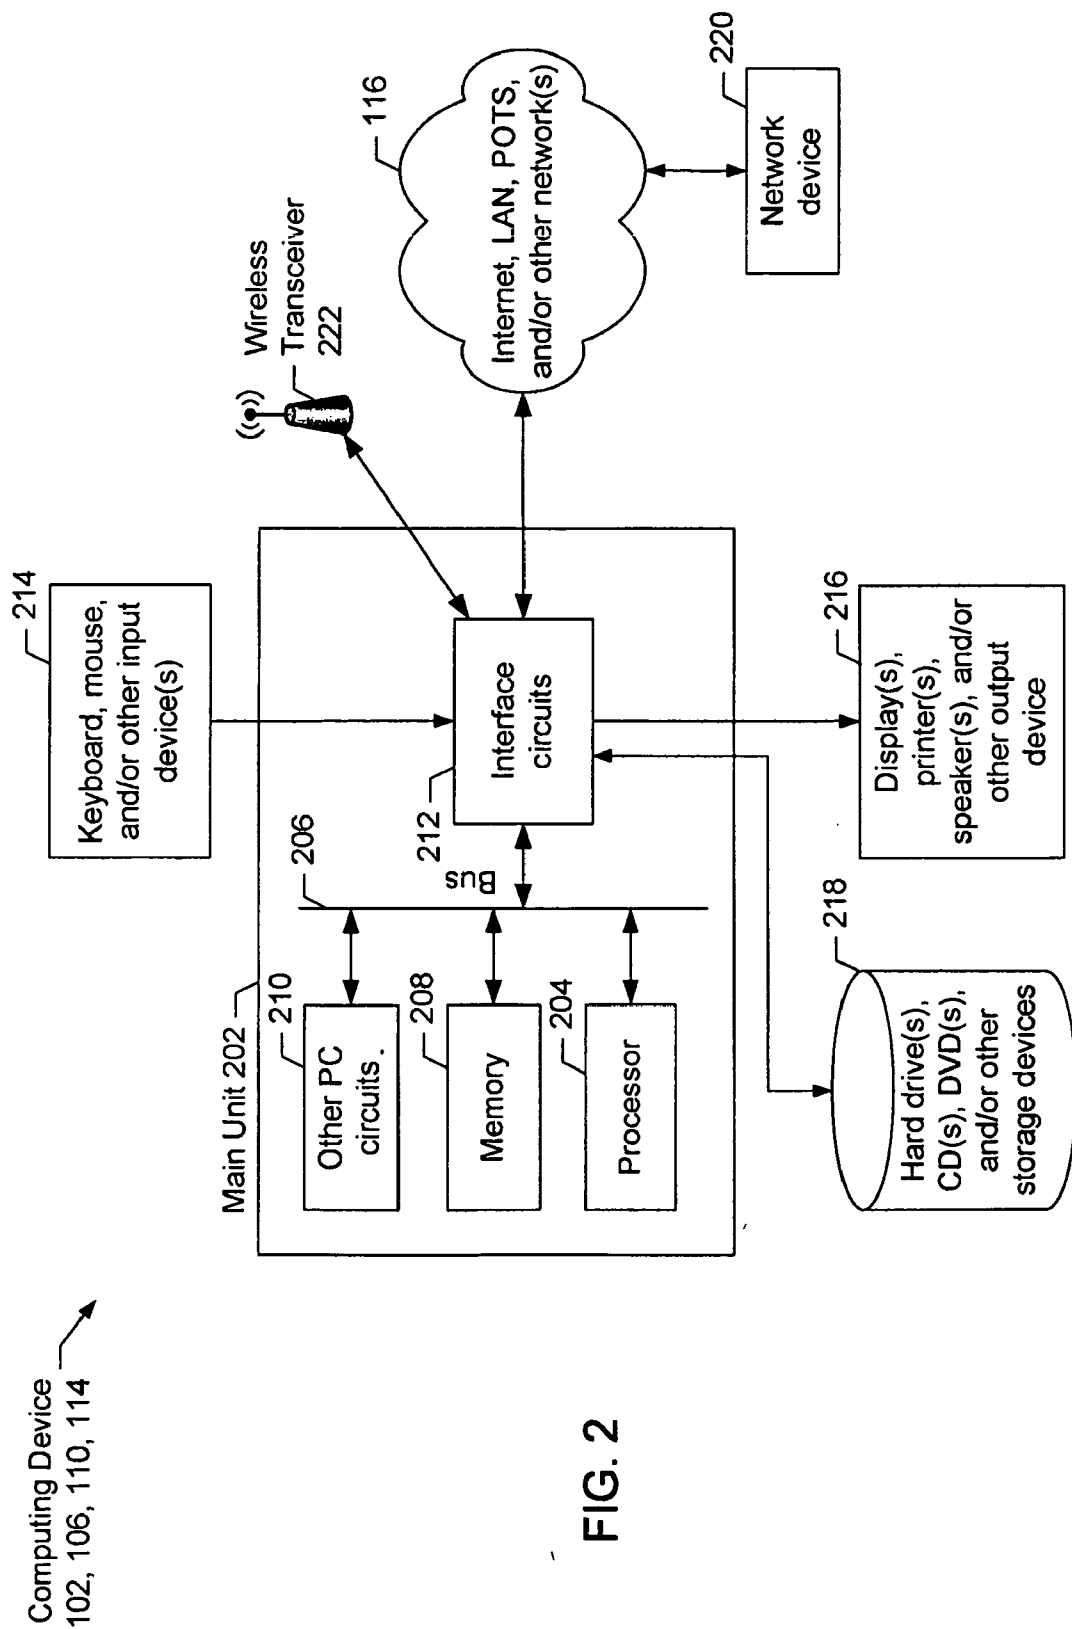 Computing Device
102, 106, 110, 114
Main Unit 202
214
Keyboard, mouse,
and/or other input
device(s)
Wireless
Transceiver
222
210
Other PC
circuits.
206
Bus
208
Memory
204
Processor
212
Interface
circuits
116
Internet, LAN, POTS,
and/or other network(s)
220
Network
device
218
Hard drive(s),
CD(s), DVD(s),
and/or other
storage devices
216
Display(s),
printer(s),
speaker(s), and/or
other output
device
FIG. 2